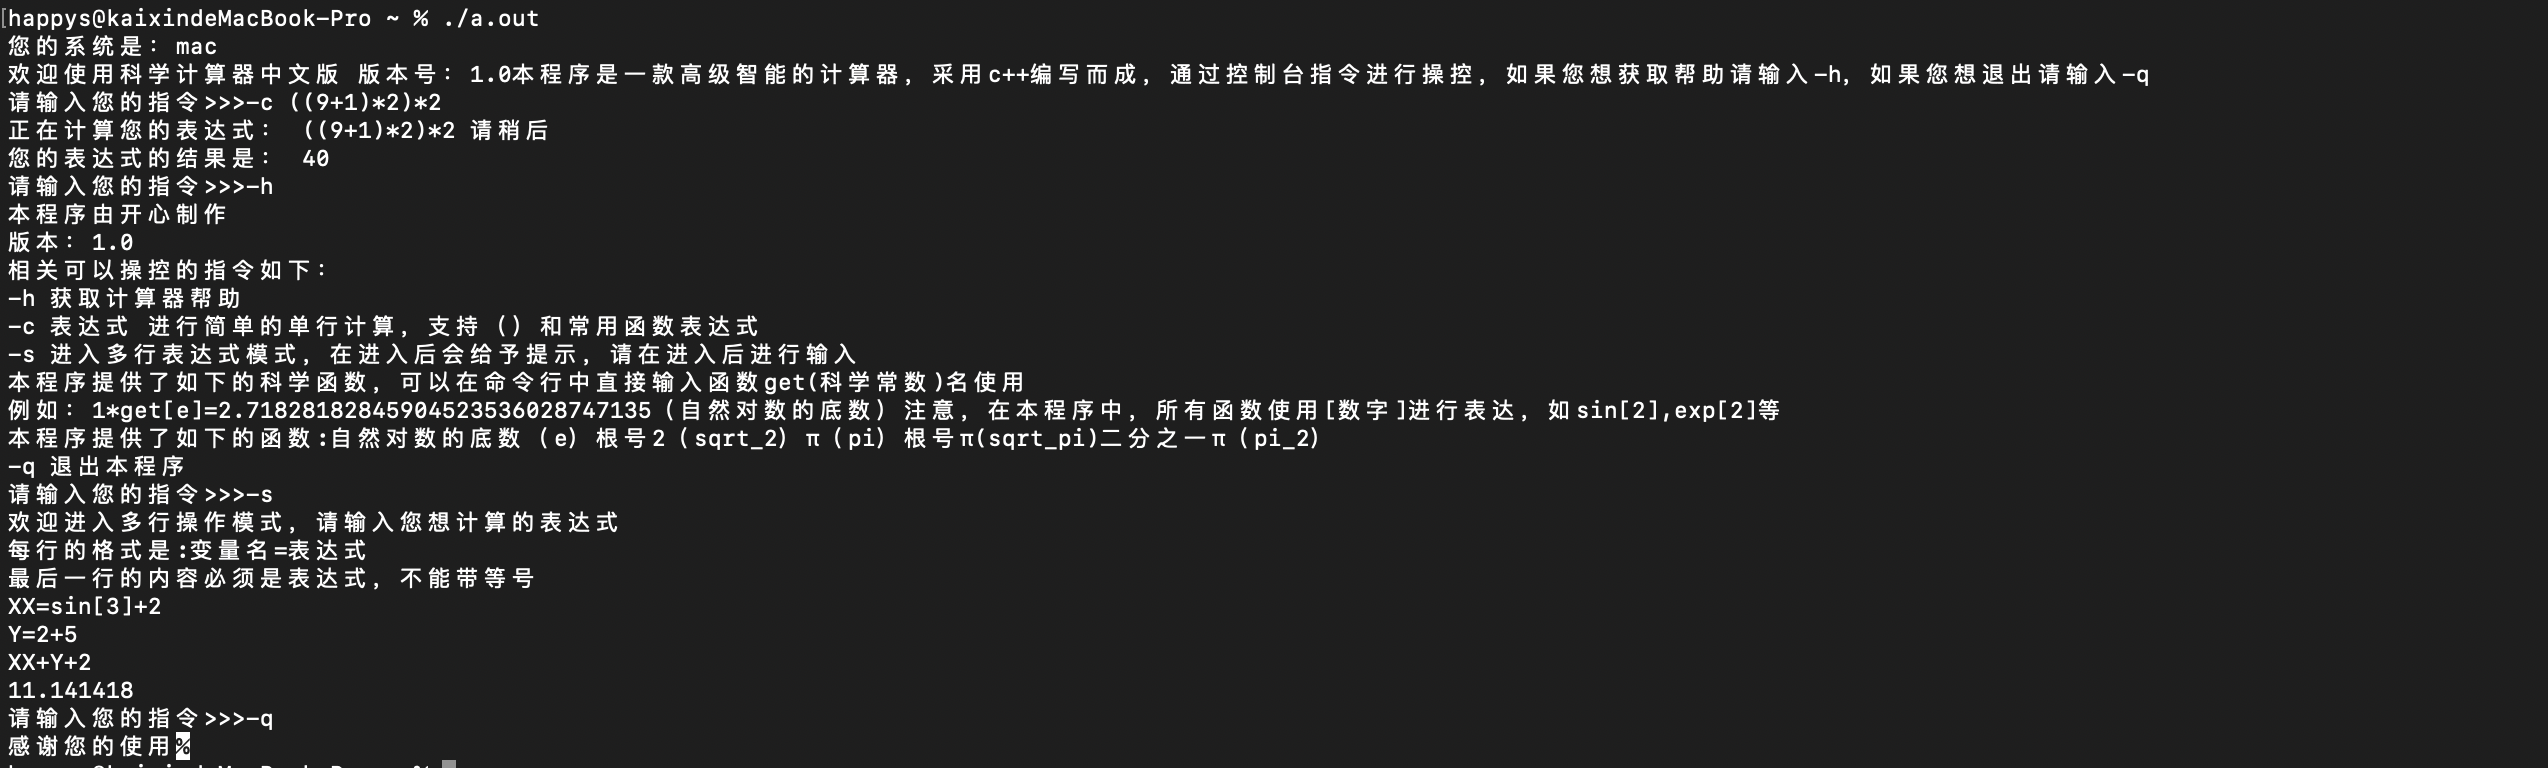 happys@kaixindeMacBook-Pro ~ % ./a.out
您的系统是：mac
欢迎使用科学计算器中文版 版本号：1.0本程序是一款高级智能的计算器，采用c++编写而成，通过控制台指令进行操控，如果您想获取帮助请输入-h，如果您想退出请输入-q
请输入您的指令>>>-c ((9+1)*2)*2
正在计算您的表达式： ((9+1)*2)*2 请稍后
您的表达式的结果是： 40
请输入您的指令>>>-h
本程序由开心制作
版本：1.0
相关可以操控的指令如下：
-h 获取计算器帮助
-c 表达式 进行简单的单行计算，支持（）和常用函数表达式
-s 进入多行表达式模式，在进入后会给予提示，请在进入后进行输入
本程序提供了如下的科学函数，可以在命令行中直接输入函数get(科学常数)名使用
例如：1*get[e]=2.7182818284590452353602874​7135（自然对数的底数）注意，在本程序中，所有函数使用[数字]进行表达，如sin[2],exp[2]等
本程序提供了如下的函数:自然对数的底数（e）根号2（sqrt_2）π（pi）根号π(sqrt_pi)二分之一π（pi_2）
-q 退出本程序
请输入您的指令>>>-s
欢迎进入多行操作模式，请输入您想计算的表达式
每行的格式是:变量名=表达式
最后一行的内容必须是表达式，不能带等号
XX=sin[3]+2
Y=2+5
XX+Y+2
11.141418
请输入您的指令>>>-q
感谢您的使用%